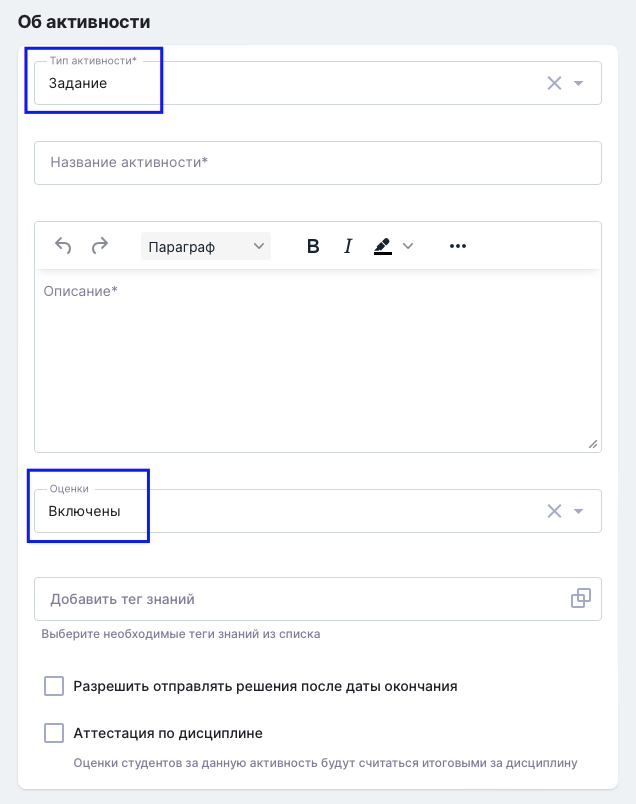 Об активности
Тип активности*
Задание
Название активности*
Параграф B I
Описание*
Оценки
Включены
Добавить тег знаний
Выберите необходимые теги знаний из списка
Разрешить отправлять решения после даты окончания
Аттестация по дисциплине
Оценки студентов за данную активность будут считаться итоговыми за дисциплину